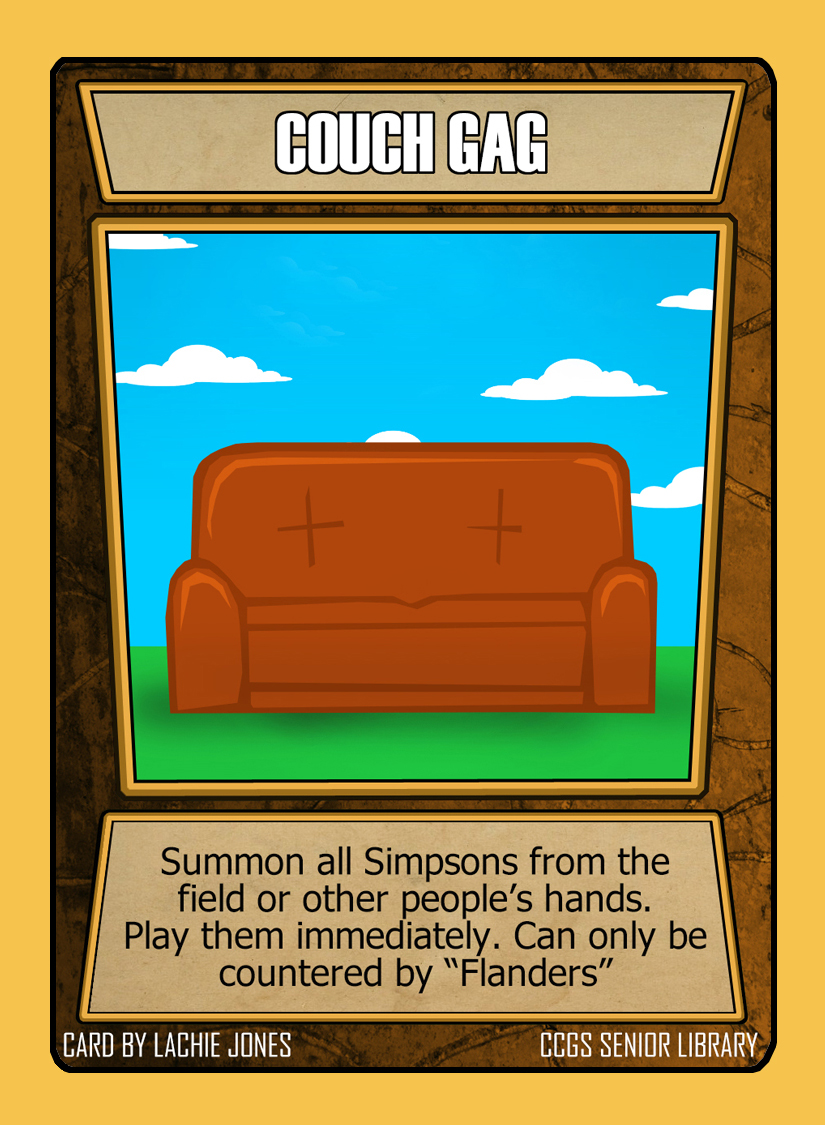 COUCH GAG
Summon all Simpsons from the
field or other people’s hands.
Play them immediately. Can only be
countered by “Flanders”
CARD BY LACHIE JONES
CCGS SENIOR LIBRARY